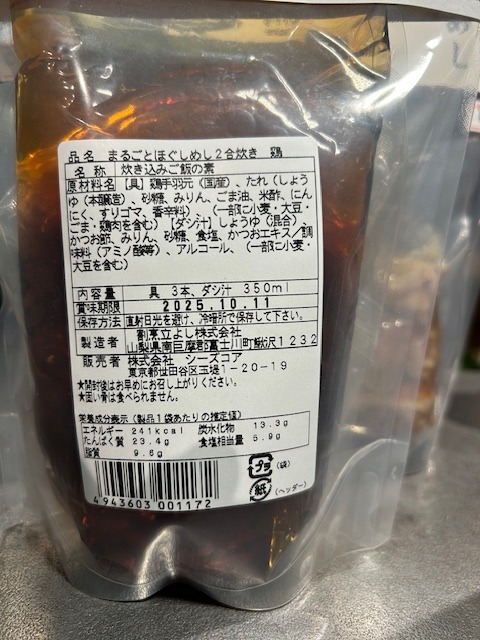 めし
品名 まるごとほぐしめし2合炊き 鶏
名称 炊き込みご飯の素
原材料名 【具】鶏手羽元(国産)、たれ(しょう
ゆ(本醸造)、砂糖、みりん、ごま油、米酢、にん
にく、すりゴマ、香辛料)、(一部に小麦・大豆・
ごま・鶏肉を含む)【ダシ汁】しょうゆ(混合)、
かつお節、みりん、砂糖、食塩、かつおエキス/調
味料(アミノ酸等)、アルコール、(一部に小麦・
大豆を含む)
内容量 具 3本、ダシ汁 350ml
賞味期限 2025.10.11
保存方法 直射日光を避け、冷暗所で保存して下さい。
製造者 割烹立よし株式会社
山梨県南巨摩郡富士川町鰍沢1232
販売者 株式会社 シーズコア
東京都世田谷区玉堤1-20-19
★開封後はお早めにお召し上がりください。
★固い骨は食べられません。
栄養成分表示(製品1袋あたりの推定値)
エネルギー 241kcal 炭水化物 13.3g
たんぱく質 23.4g 食塩相当量 5.9g
脂質 9.6g
プラ (袋)
紙 (ヘッダー)
4943603 001172